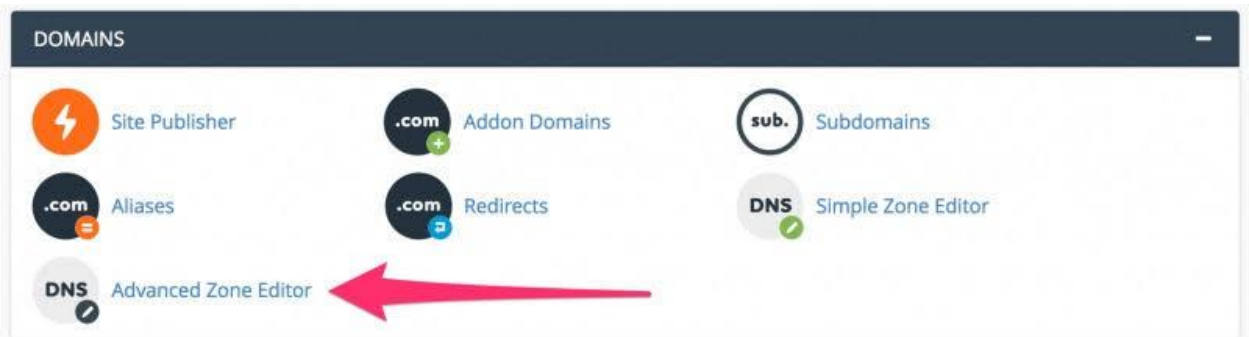 DOMAINS
Site Publisher
.com Addon Domains
sub. Subdomains
.com Aliases
.com Redirects
DNS Simple Zone Editor
DNS Advanced Zone Editor